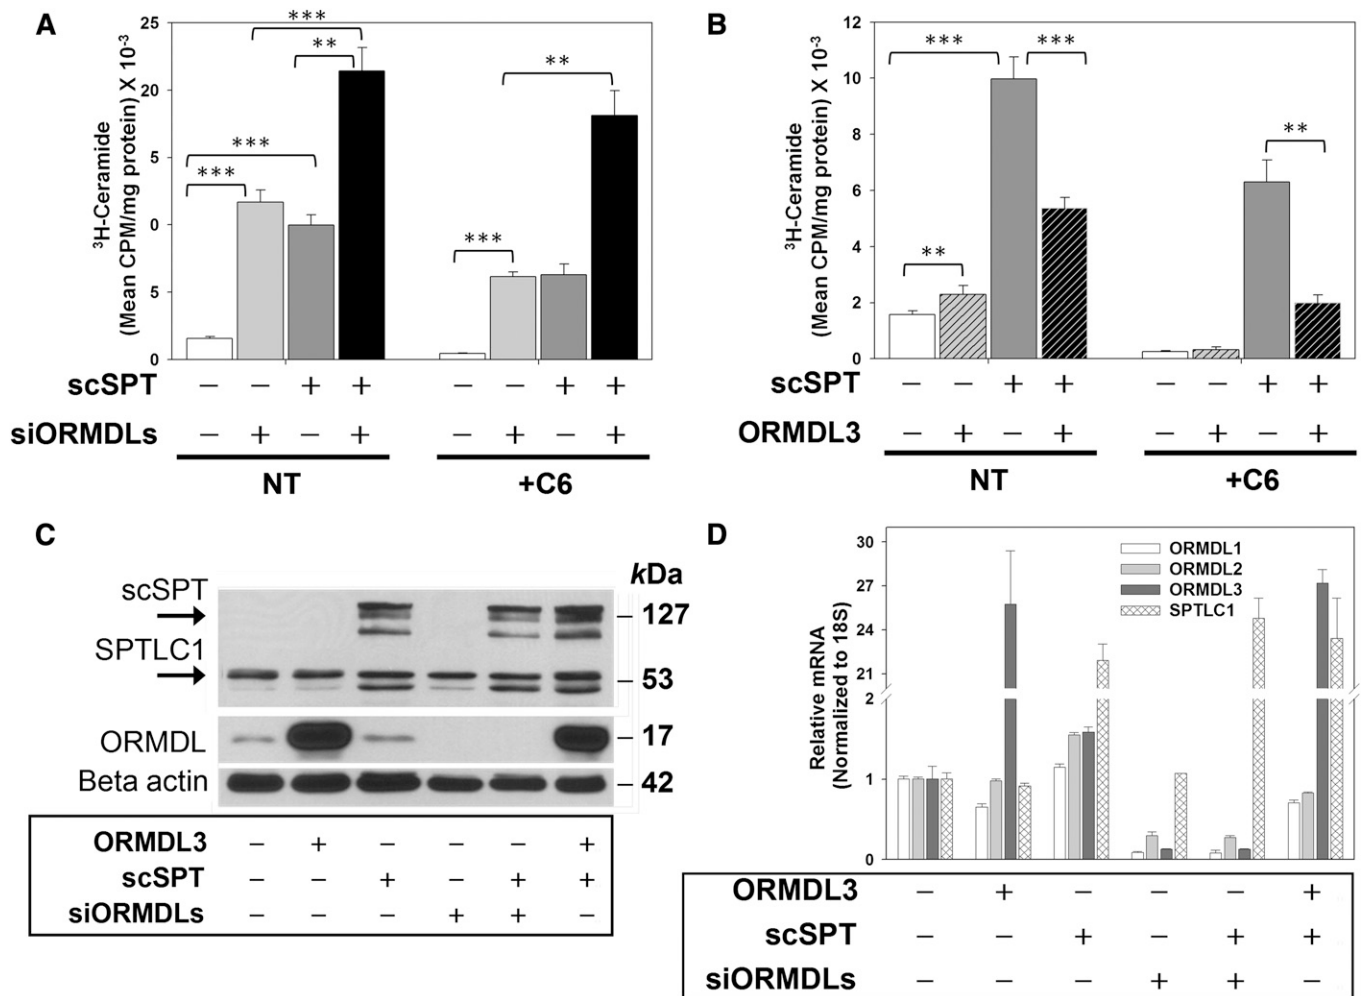 A
³H-Ceramide
(Mean CPM/mg protein) X 10⁻³
25
20
5
0
5
0
***
**
***
***
***
**
scSPT − − + + − − + +
siORMDLs − + − + − + − +
NT +C6
B
³H-Ceramide
(Mean CPM/mg protein) X 10⁻³
12
10
8
6
4
2
0
***
***
**
**
scSPT − − + + − − + +
ORMDL3 − + − + − + − +
NT +C6
C
kDa
scSPT
127
SPTLC1
53
ORMDL
17
Beta actin
42
ORMDL3 − + − − − +
scSPT − − + − + +
siORMDLs − − − + + −
D
Relative mRNA
(Normalized to 18S)
30
27
24
21
2
1
0
ORMDL1
ORMDL2
ORMDL3
SPTLC1
ORMDL3 − + − − − +
scSPT − − + − + +
siORMDLs − − − + + −